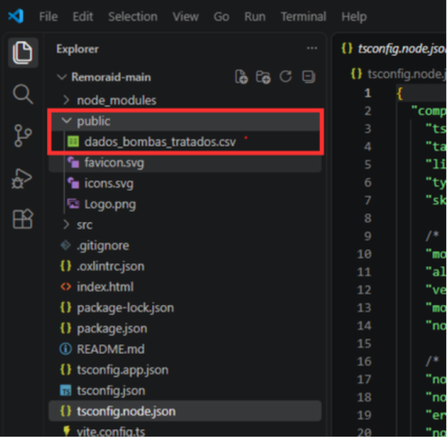 File Edit Selection View Go Run Terminal Help
Explorer
Remoraid-main
node_modules
public
dados_bombas_tratados.csv
favicon.svg
icons.svg
Logo.png
src
.gitignore
.oxlintrc.json
index.html
package-lock.json
package.json
README.md
tsconfig.app.json
tsconfig.json
tsconfig.node.json
vite.config.ts
{} tsconfig.node.jso
{} tsconfig.node.j
1 {
2 "comp
3 "ts
4 "ta
5 "li
6 "ty
7 "sk
8
9 /*
10 "mo
11 "al
12 "ve
13 "mo
14 "no
15
16 /*
17 "no
18 "no
19 "er
20 "no